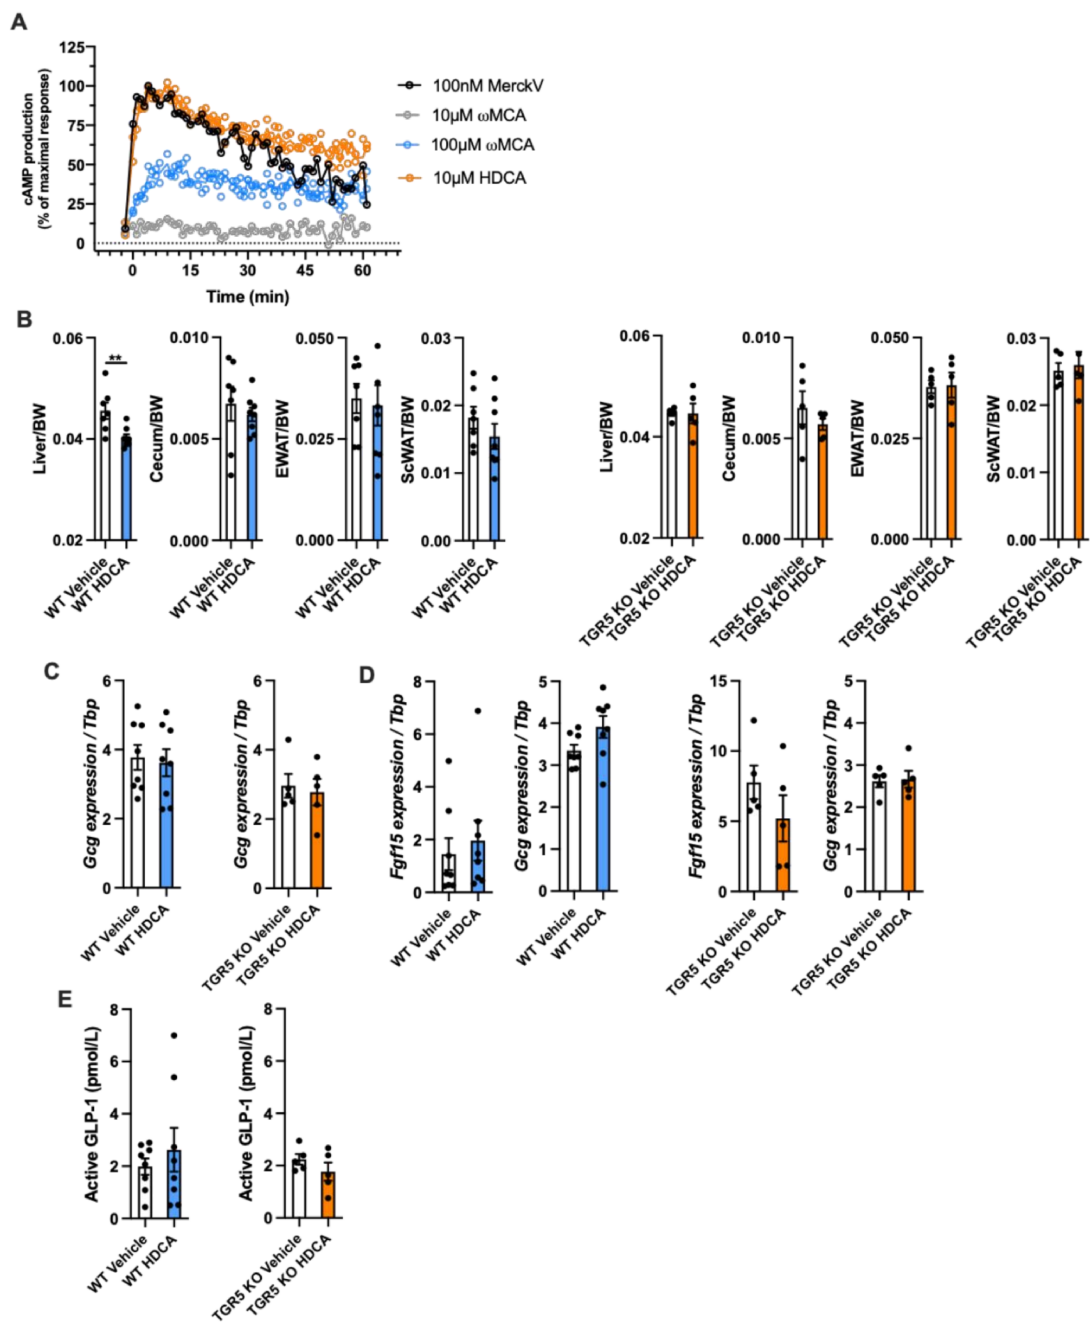 A
cAMP production
(% of maximal response)
125
100
75
50
25
0
0 15 30 45 60
Time (min)
100nM MerckV
10µM ωMCA
100µM ωMCA
10µM HDCA
B
Liver/BW
0.06
0.04
0.02
**
WT Vehicle
WT HDCA
Cecum/BW
0.010
0.005
0.000
WT Vehicle
WT HDCA
EWAT/BW
0.050
0.025
0.000
WT Vehicle
WT HDCA
ScWAT/BW
0.03
0.02
0.01
0.00
WT Vehicle
WT HDCA
Liver/BW
0.06
0.04
0.02
TGR5 KO Vehicle
TGR5 KO HDCA
Cecum/BW
0.010
0.005
0.000
TGR5 KO Vehicle
TGR5 KO HDCA
EWAT/BW
0.050
0.025
0.000
TGR5 KO Vehicle
TGR5 KO HDCA
ScWAT/BW
0.03
0.02
0.01
0.00
TGR5 KO Vehicle
TGR5 KO HDCA
C
Gcg expression / Tbp
6
4
2
0
WT Vehicle
WT HDCA
Gcg expression / Tbp
6
4
2
0
TGR5 KO Vehicle
TGR5 KO HDCA
D
Fgf15 expression / Tbp
8
6
4
2
0
WT Vehicle
WT HDCA
Gcg expression / Tbp
5
4
3
2
1
0
WT Vehicle
WT HDCA
Fgf15 expression / Tbp
15
10
5
0
TGR5 KO Vehicle
TGR5 KO HDCA
Gcg expression / Tbp
5
4
3
2
1
0
TGR5 KO Vehicle
TGR5 KO HDCA
E
Active GLP-1 (pmol/L)
8
6
4
2
0
WT Vehicle
WT HDCA
Active GLP-1 (pmol/L)
8
6
4
2
0
TGR5 KO Vehicle
TGR5 KO HDCA